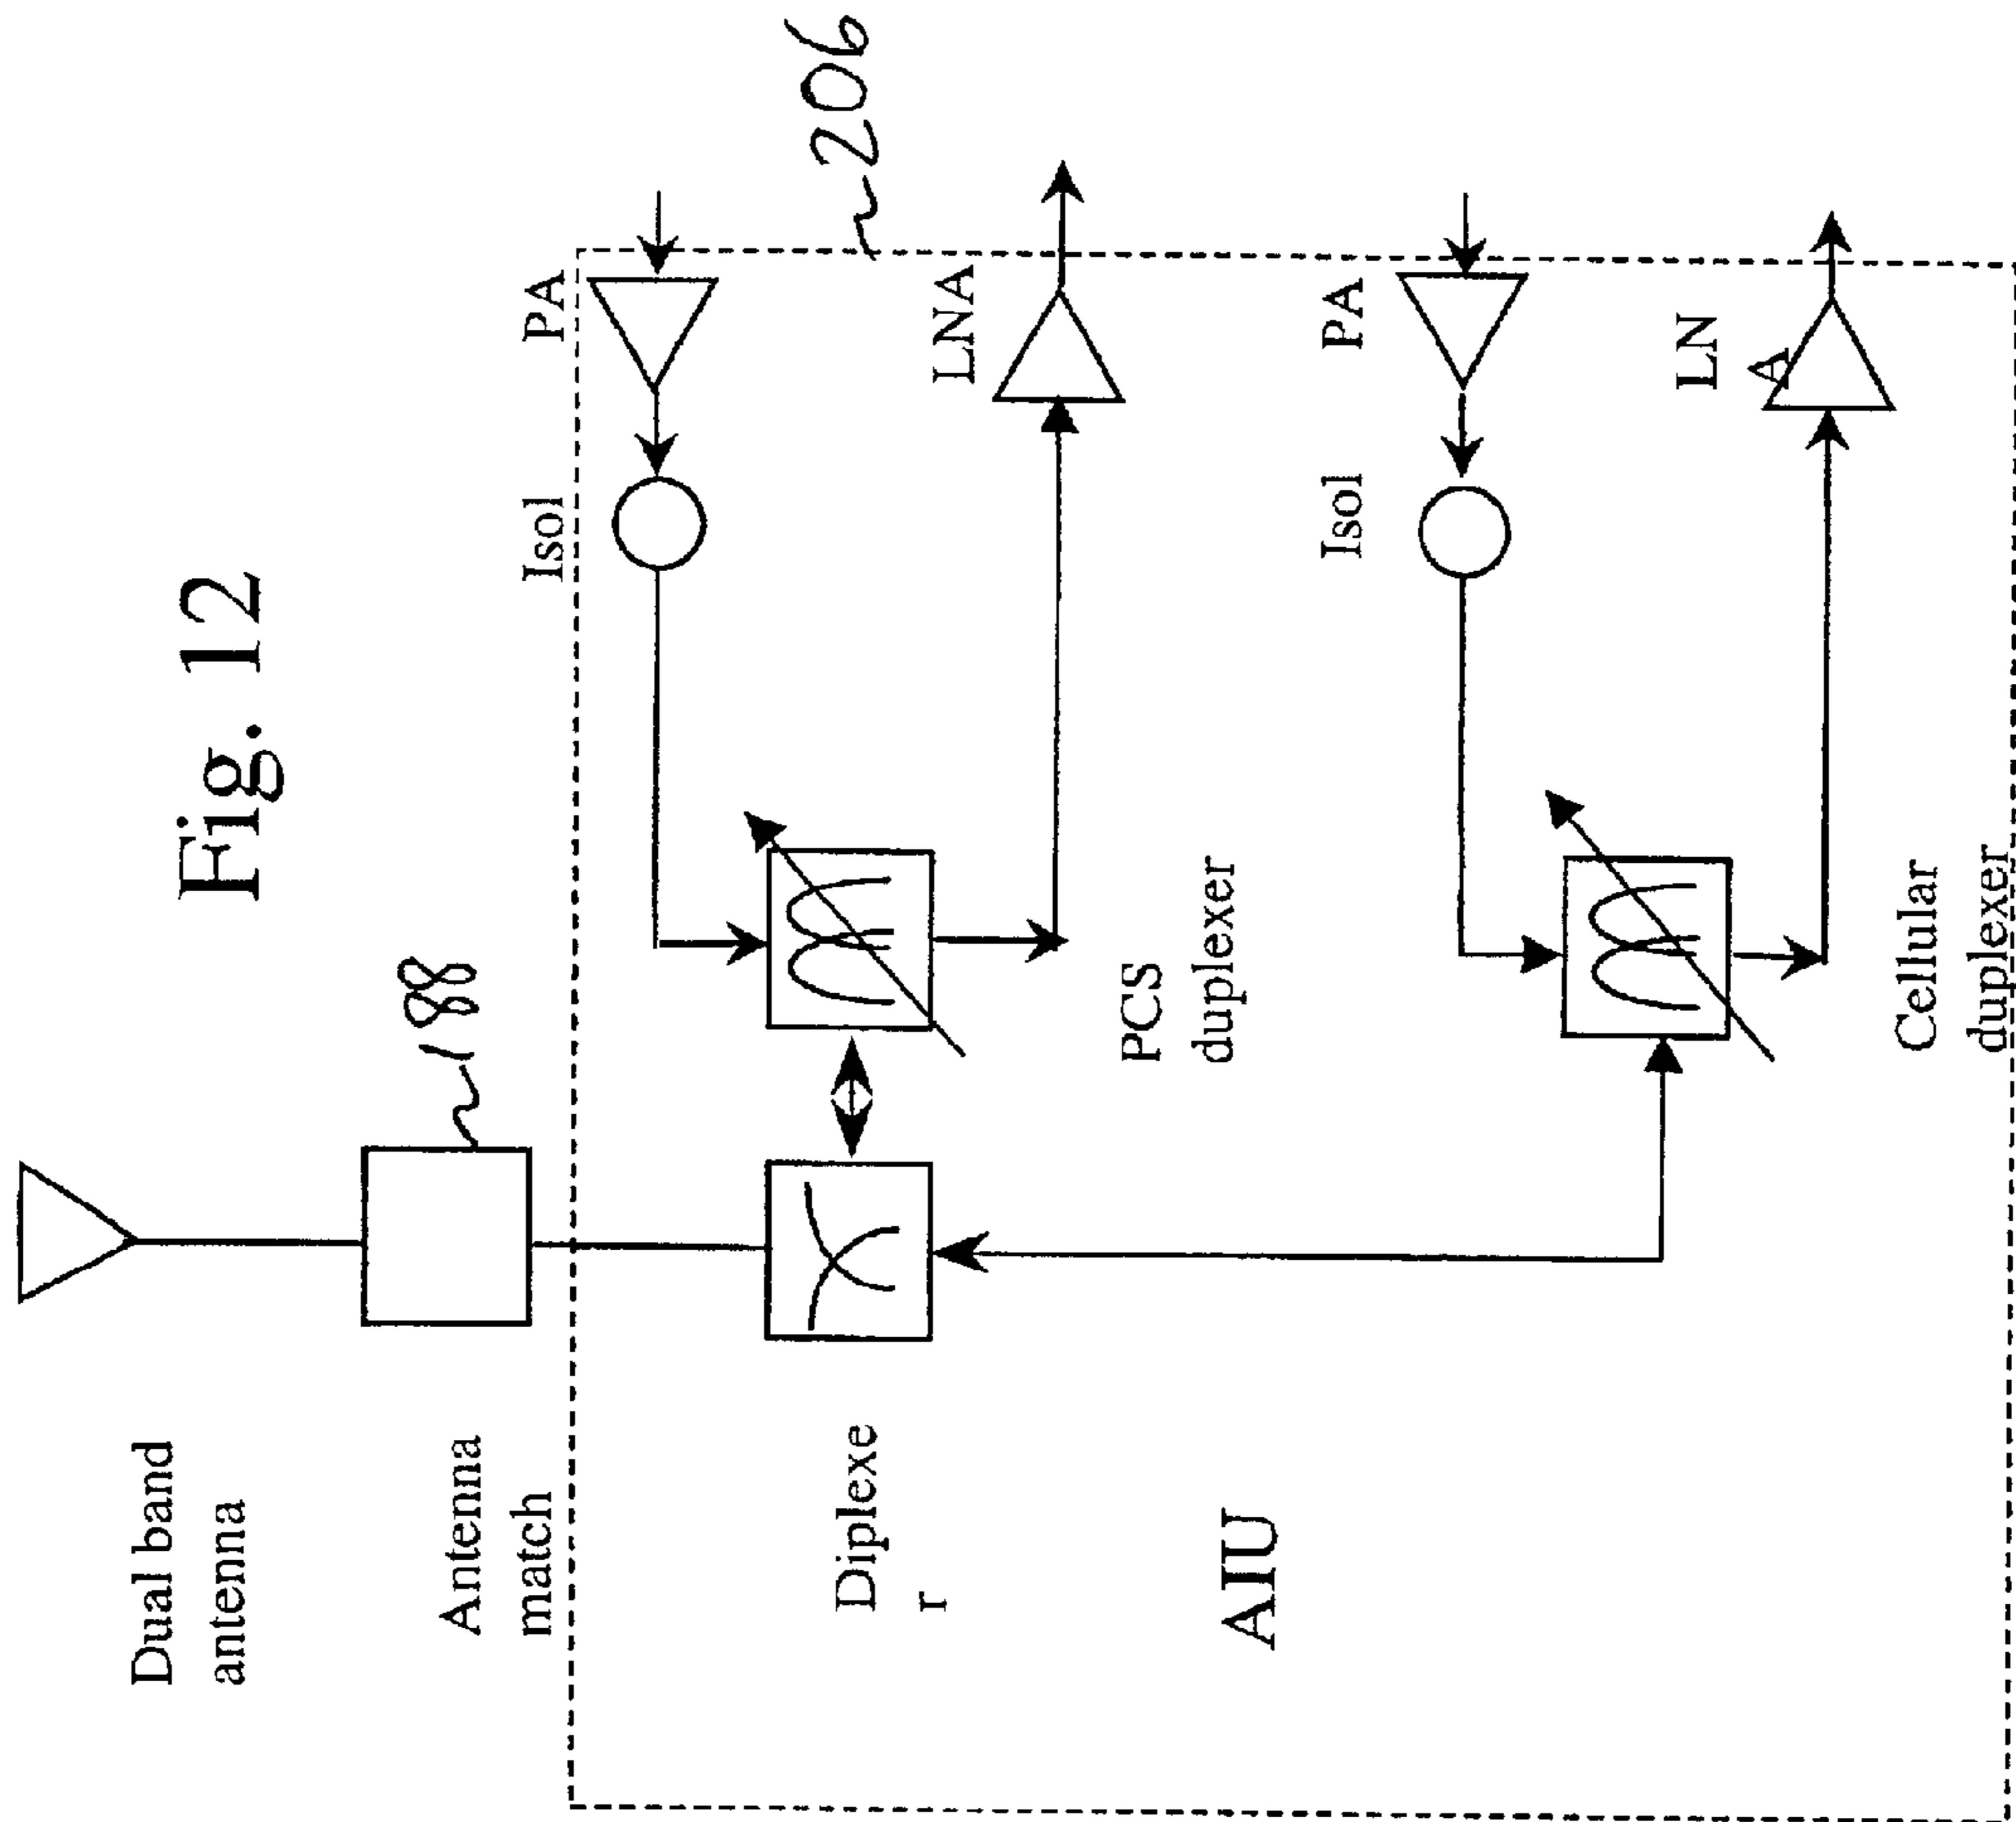 Fig. 12
Dual band
antenna
Antenna
match
188
Diplexe
r
AIU
PCS
duplexer
Cellular
duplexer
Isol
PA
LNA
206
Isol
PA
LN
A